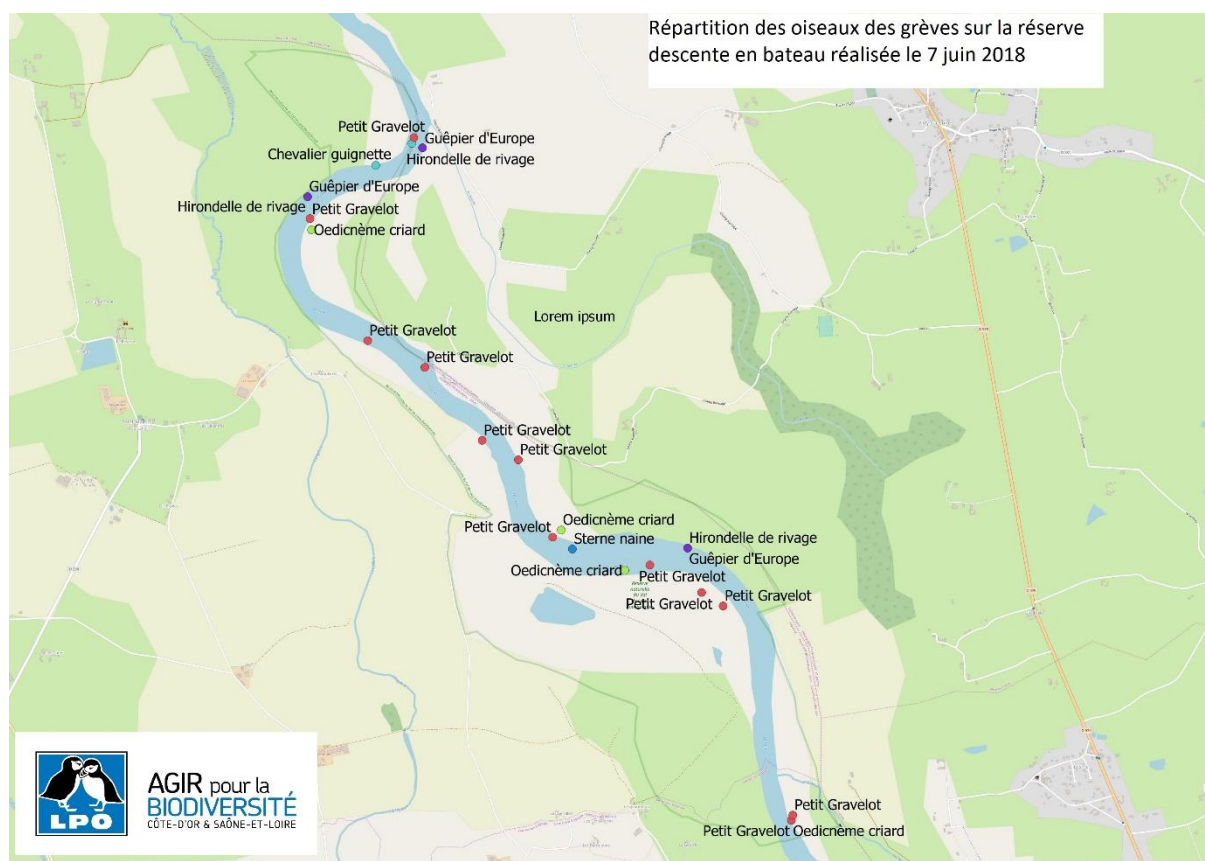 Répartition des oiseaux des grèves sur la réserve
descente en bateau réalisée le 7 juin 2018
Petit Gravelot
Guêpier d'Europe
Chevalier guignette
Hirondelle de rivage
Guêpier d'Europe
Hirondelle de rivage
Petit Gravelot
Oedicnème criard
Lorem ipsum
Petit Gravelot
Petit Gravelot
Petit Gravelot
Petit Gravelot
Oedicnème criard
Petit Gravelot
Sterne naine
Hirondelle de rivage
Guêpier d'Europe
Oedicnème criard
Petit Gravelot
Petit Gravelot
Petit Gravelot
Petit Gravelot
Petit Gravelot
Oedicnème criard
LPO
AGIR pour la
BIODIVERSITÉ
CÔTE-D'OR & SAÔNE-ET-LOIRE